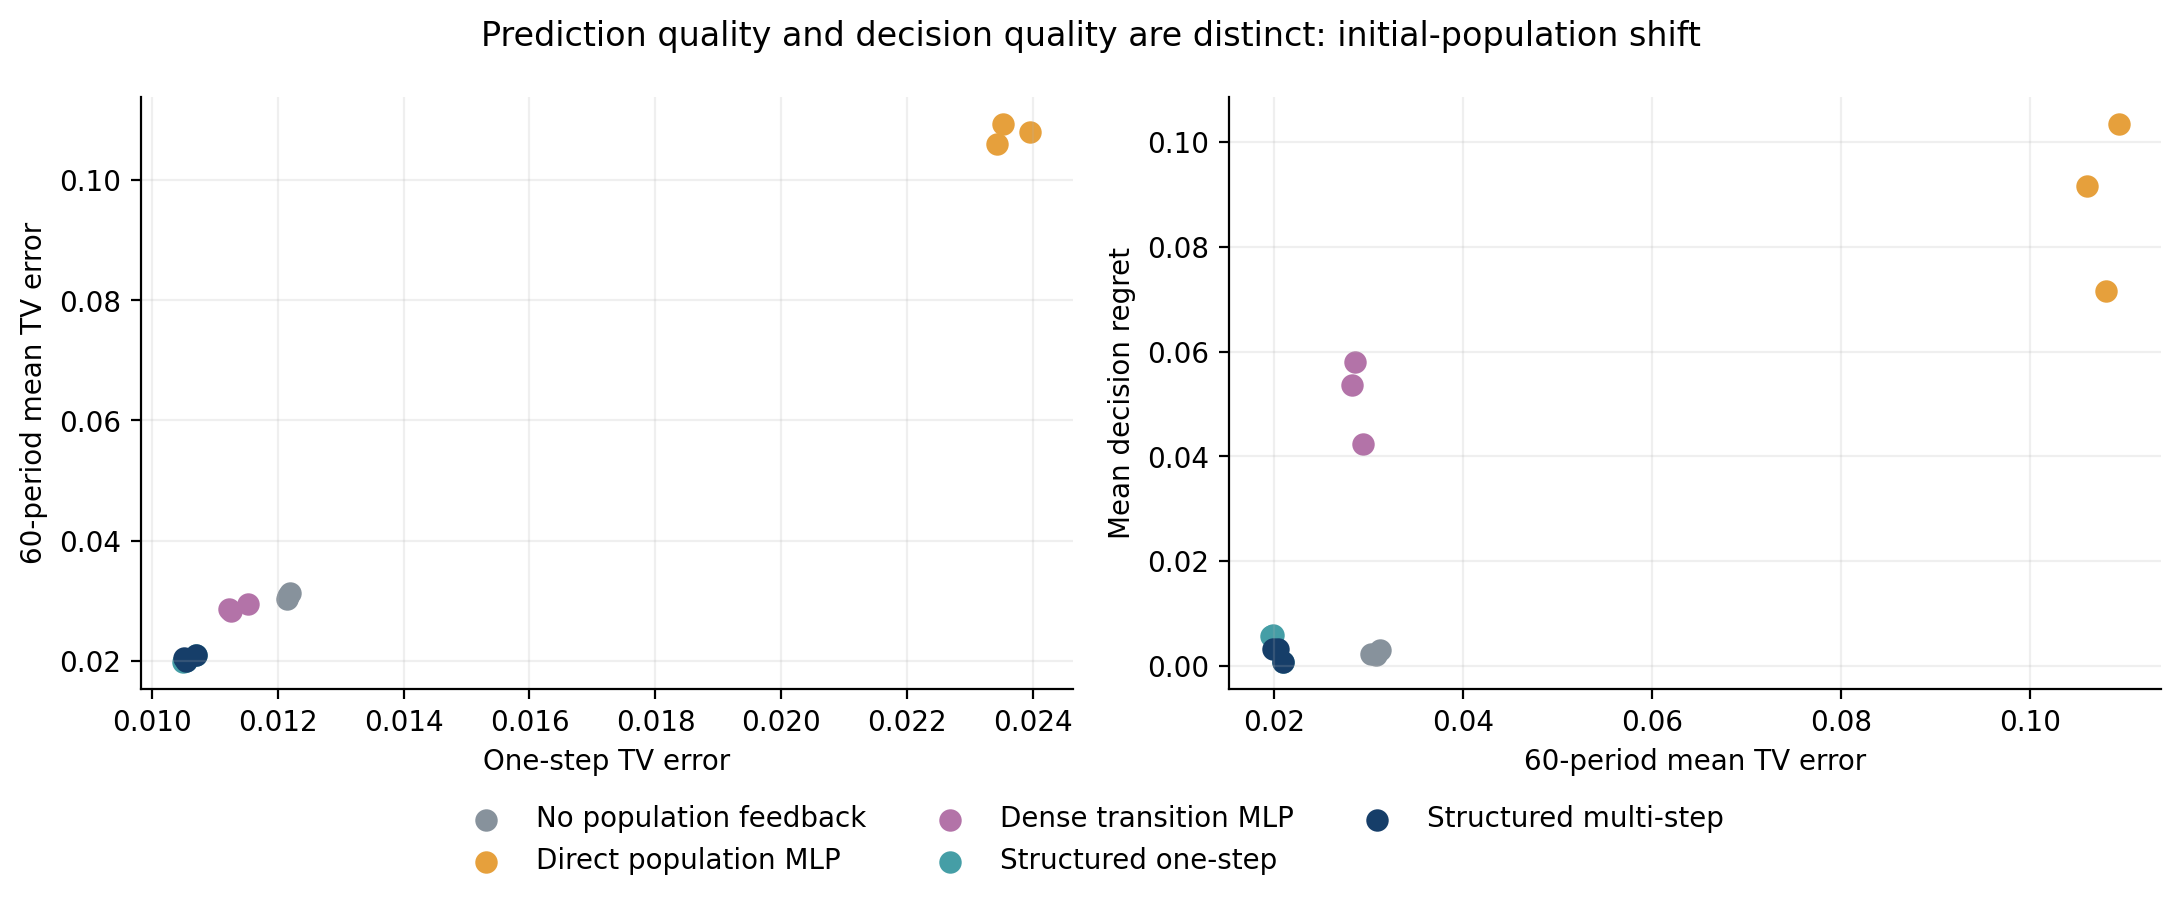 Prediction quality and decision quality are distinct: initial-population shift
60-period mean TV error
0.10
0.08
0.06
0.04
0.02
0.010 0.012 0.014 0.016 0.018 0.020 0.022 0.024
One-step TV error
Mean decision regret
0.10
0.08
0.06
0.04
0.02
0.00
0.02 0.04 0.06 0.08 0.10
60-period mean TV error
No population feedback
Direct population MLP
Dense transition MLP
Structured one-step
Structured multi-step